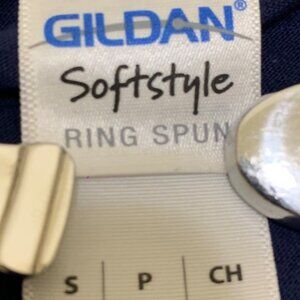 GILDAN®
Softstyle
RING SPUN
S | P | CH